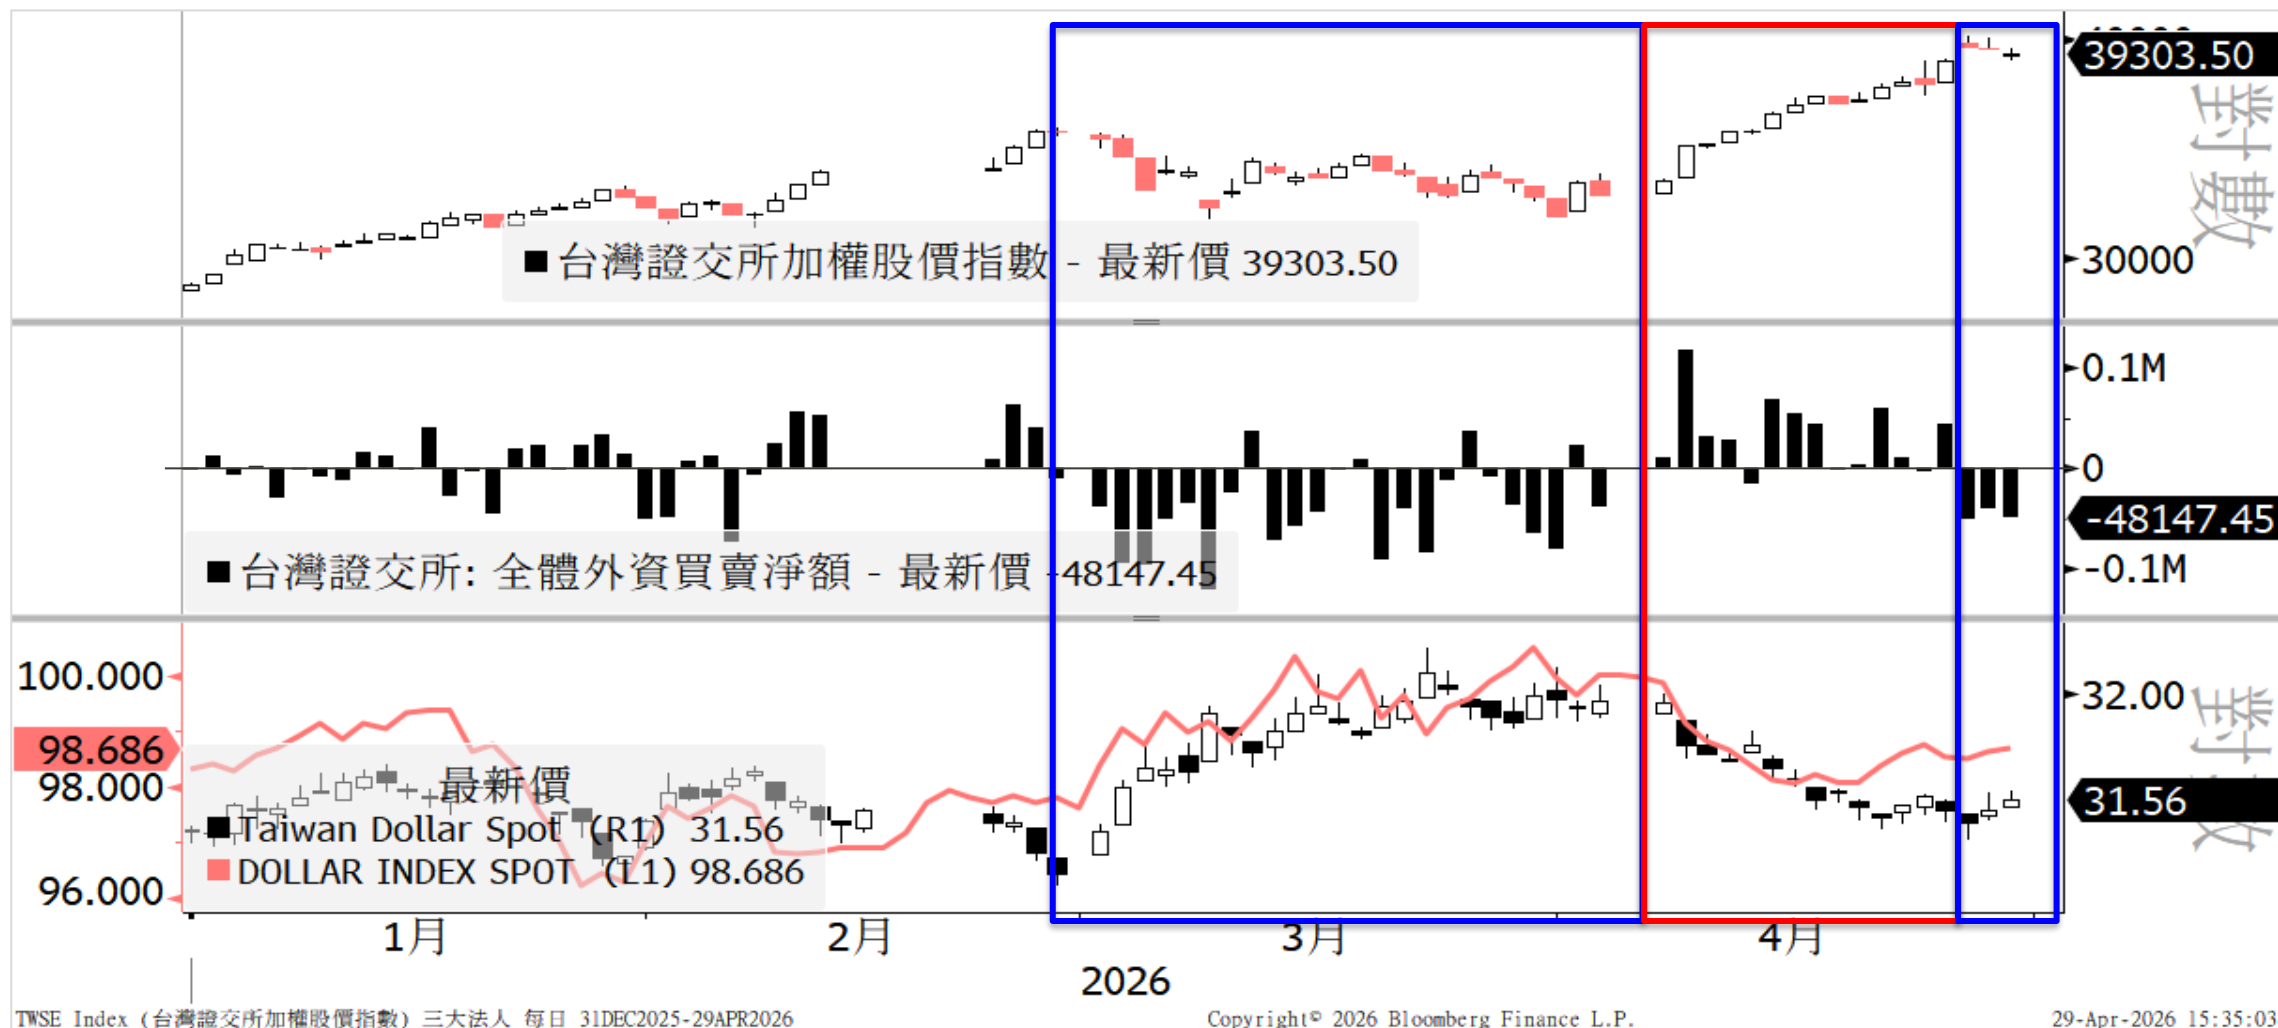 40000
39303.50
對數
30000
■ 台灣證交所加權股價指數 - 最新價 39303.50
0.1M
0
-48147.45
-0.1M
■ 台灣證交所: 全體外資買賣淨額 - 最新價 -48147.45
100.000
98.686
98.000
96.000
32.00
31.56
對數
最新價
■ Taiwan Dollar Spot (R1) 31.56
■ DOLLAR INDEX SPOT (L1) 98.686
1月 2月 3月 4月
2026
TWSE Index (台灣證交所加權股價指數) 三大法人 每日 31DEC2025-29APR2026 Copyright© 2026 Bloomberg Finance L.P. 29-Apr-2026 15:35:03